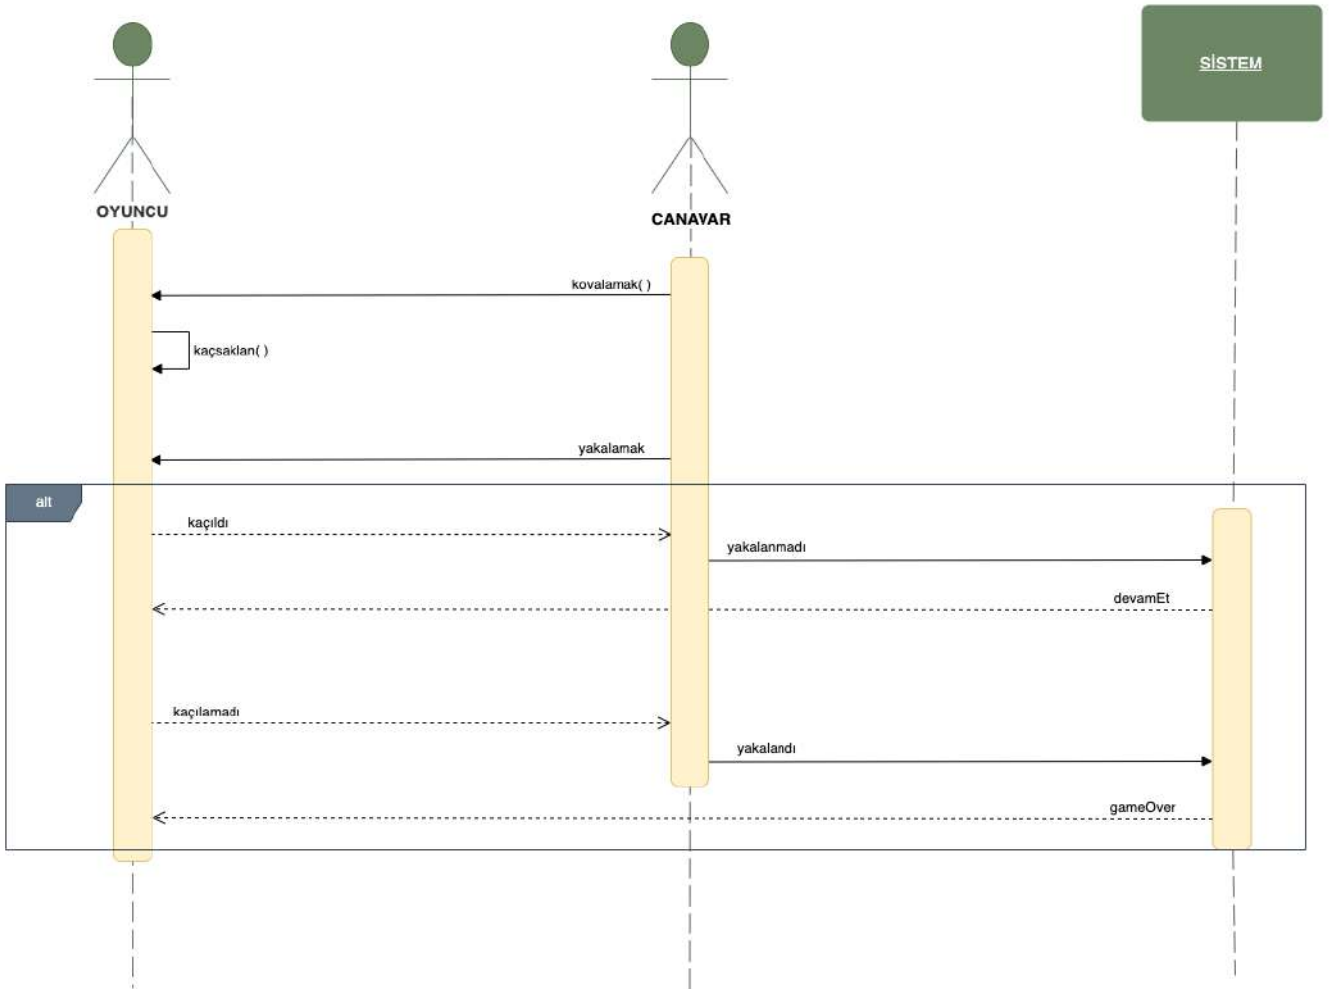 SİSTEM
OYUNCU
CANAVAR
kovalamak( )
kaçsaklan( )
yakalamak
alt
kaçıldı
yakalanmadı
devamEt
kaçılamadı
yakalandı
gameOver